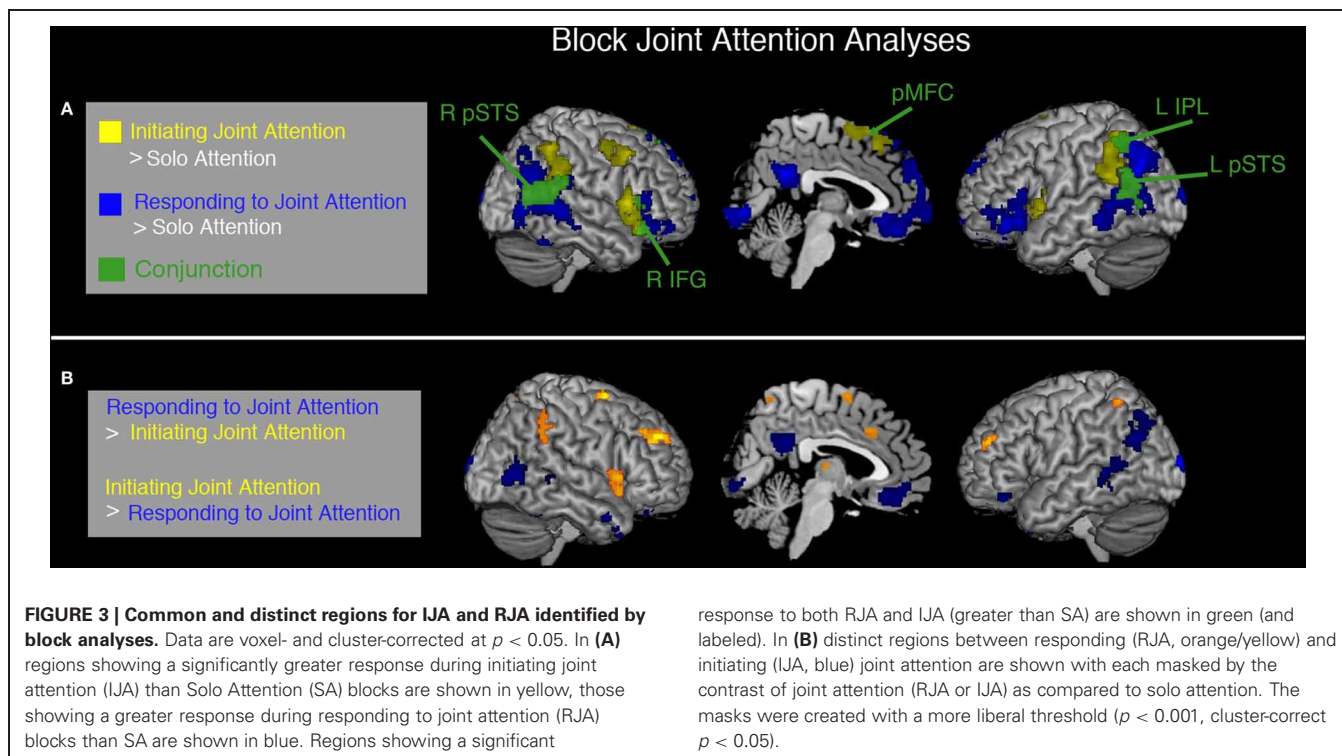 Block Joint Attention Analyses
A
Initiating Joint Attention
> Solo Attention
Responding to Joint Attention
> Solo Attention
Conjunction
R pSTS
R IFG
pMFC
L IPL
L pSTS
B
Responding to Joint Attention
> Initiating Joint Attention
Initiating Joint Attention
> Responding to Joint Attention
FIGURE 3 | Common and distinct regions for IJA and RJA identified by
block analyses. Data are voxel- and cluster-corrected at p < 0.05. In (A)
regions showing a significantly greater response during initiating joint
attention (IJA) than Solo Attention (SA) blocks are shown in yellow, those
showing a greater response during responding to joint attention (RJA)
blocks than SA are shown in blue. Regions showing a significant
response to both RJA and IJA (greater than SA) are shown in green (and
labeled). In (B) distinct regions between responding (RJA, orange/yellow) and
initiating (IJA, blue) joint attention are shown with each masked by the
contrast of joint attention (RJA or IJA) as compared to solo attention. The
masks were created with a more liberal threshold (p < 0.001, cluster-correct
p < 0.05).